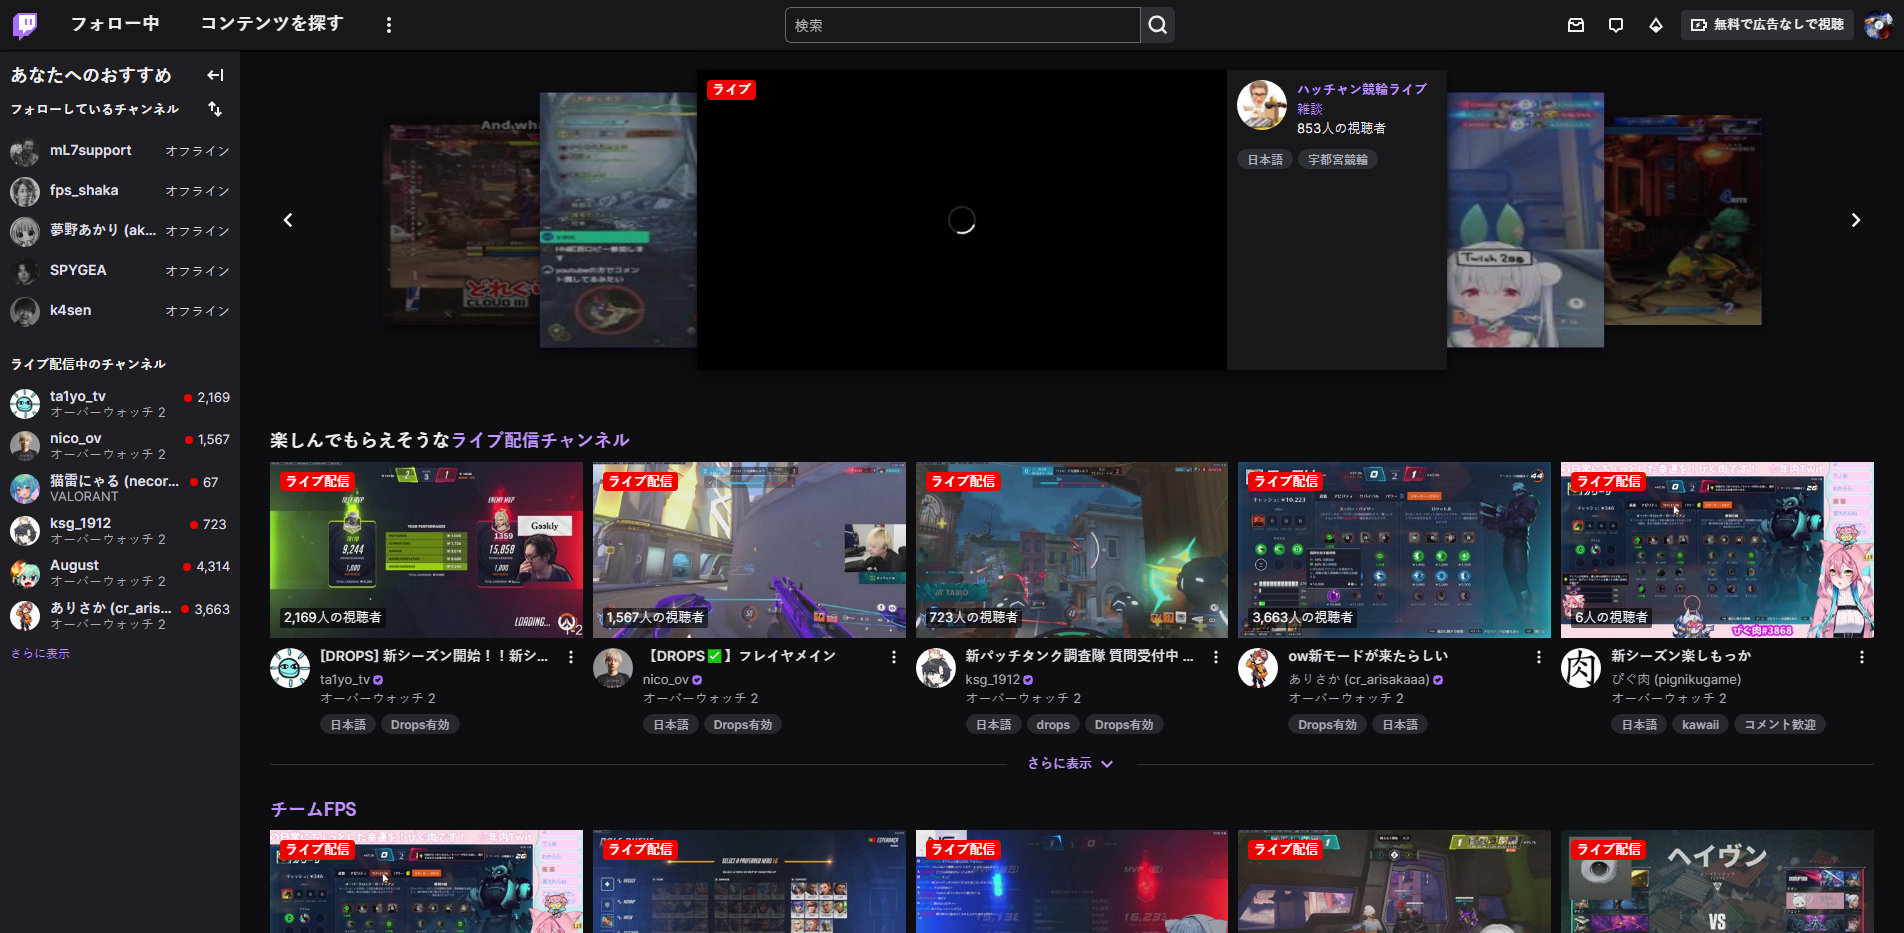 フォロー中
コンテンツを探す
検索
無料で広告なしで視聴
あなたへのおすすめ
フォローしているチャンネル
mL7support オフライン
fps_shaka オフライン
夢野あかり (ak... オフライン
SPYGEA オフライン
k4sen オフライン
ライブ配信中のチャンネル
ta1yo_tv 2,169
オーバーウォッチ 2
nico_ov 1,567
オーバーウォッチ 2
猫雷にゃる (necor... 67
VALORANT
ksg_1912 723
オーバーウォッチ 2
August 4,314
オーバーウォッチ 2
ありさか (cr_aris... 3,663
オーバーウォッチ 2
さらに表示
ライブ
ハッチャン競輪ライブ
雑談
853人の視聴者
日本語 宇都宮競輪
Twitch 200
CLOUD III
楽しんでもらえそうなライブ配信チャンネル
ライブ配信
2,169人の視聴者
LOADING...
[DROPS] 新シーズン開始！！新シ...
ta1yo_tv
オーバーウォッチ 2
日本語 Drops有効
ライブ配信
1,567人の視聴者
【DROPS✅】フレイヤメイン
nico_ov
オーバーウォッチ 2
日本語 Drops有効
ライブ配信
723人の視聴者
新パッチタンク調査隊 質問受付中 ...
ksg_1912
オーバーウォッチ 2
日本語 drops Drops有効
ライブ配信
3,663人の視聴者
ow新モードが来たらしい
ありさか (cr_arisakaaa)
オーバーウォッチ 2
Drops有効 日本語
ライブ配信
6人の視聴者
ぴぐ肉#3868
肉
新シーズン楽しもっか
ぴぐ肉 (pignikugame)
オーバーウォッチ 2
日本語 kawaii コメント歓迎
さらに表示
チームFPS
ライブ配信
ライブ配信
ライブ配信
ライブ配信
ライブ配信
ヘイヴン
VS